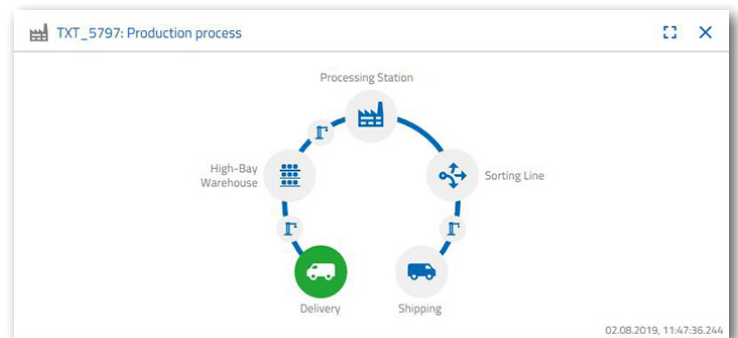 TXT_5797: Production process
Processing Station
High-Bay
Warehouse
Sorting Line
Delivery
Shipping
02.08.2019, 11:47:36.244